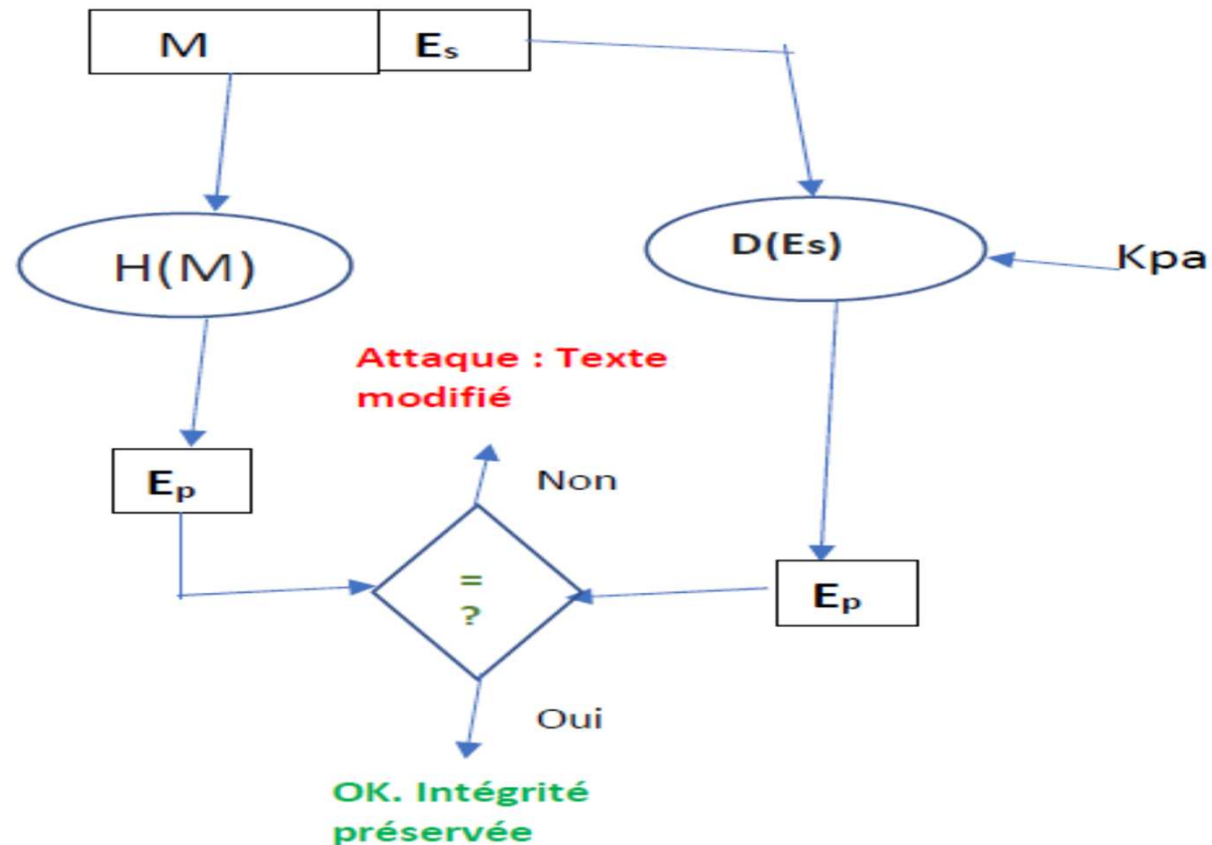 M
Es
H(M)
D(Es)
Kpa
Attaque : Texte
modifié
Ep
Non
=
?
Ep
Oui
OK. Intégrité
préservée